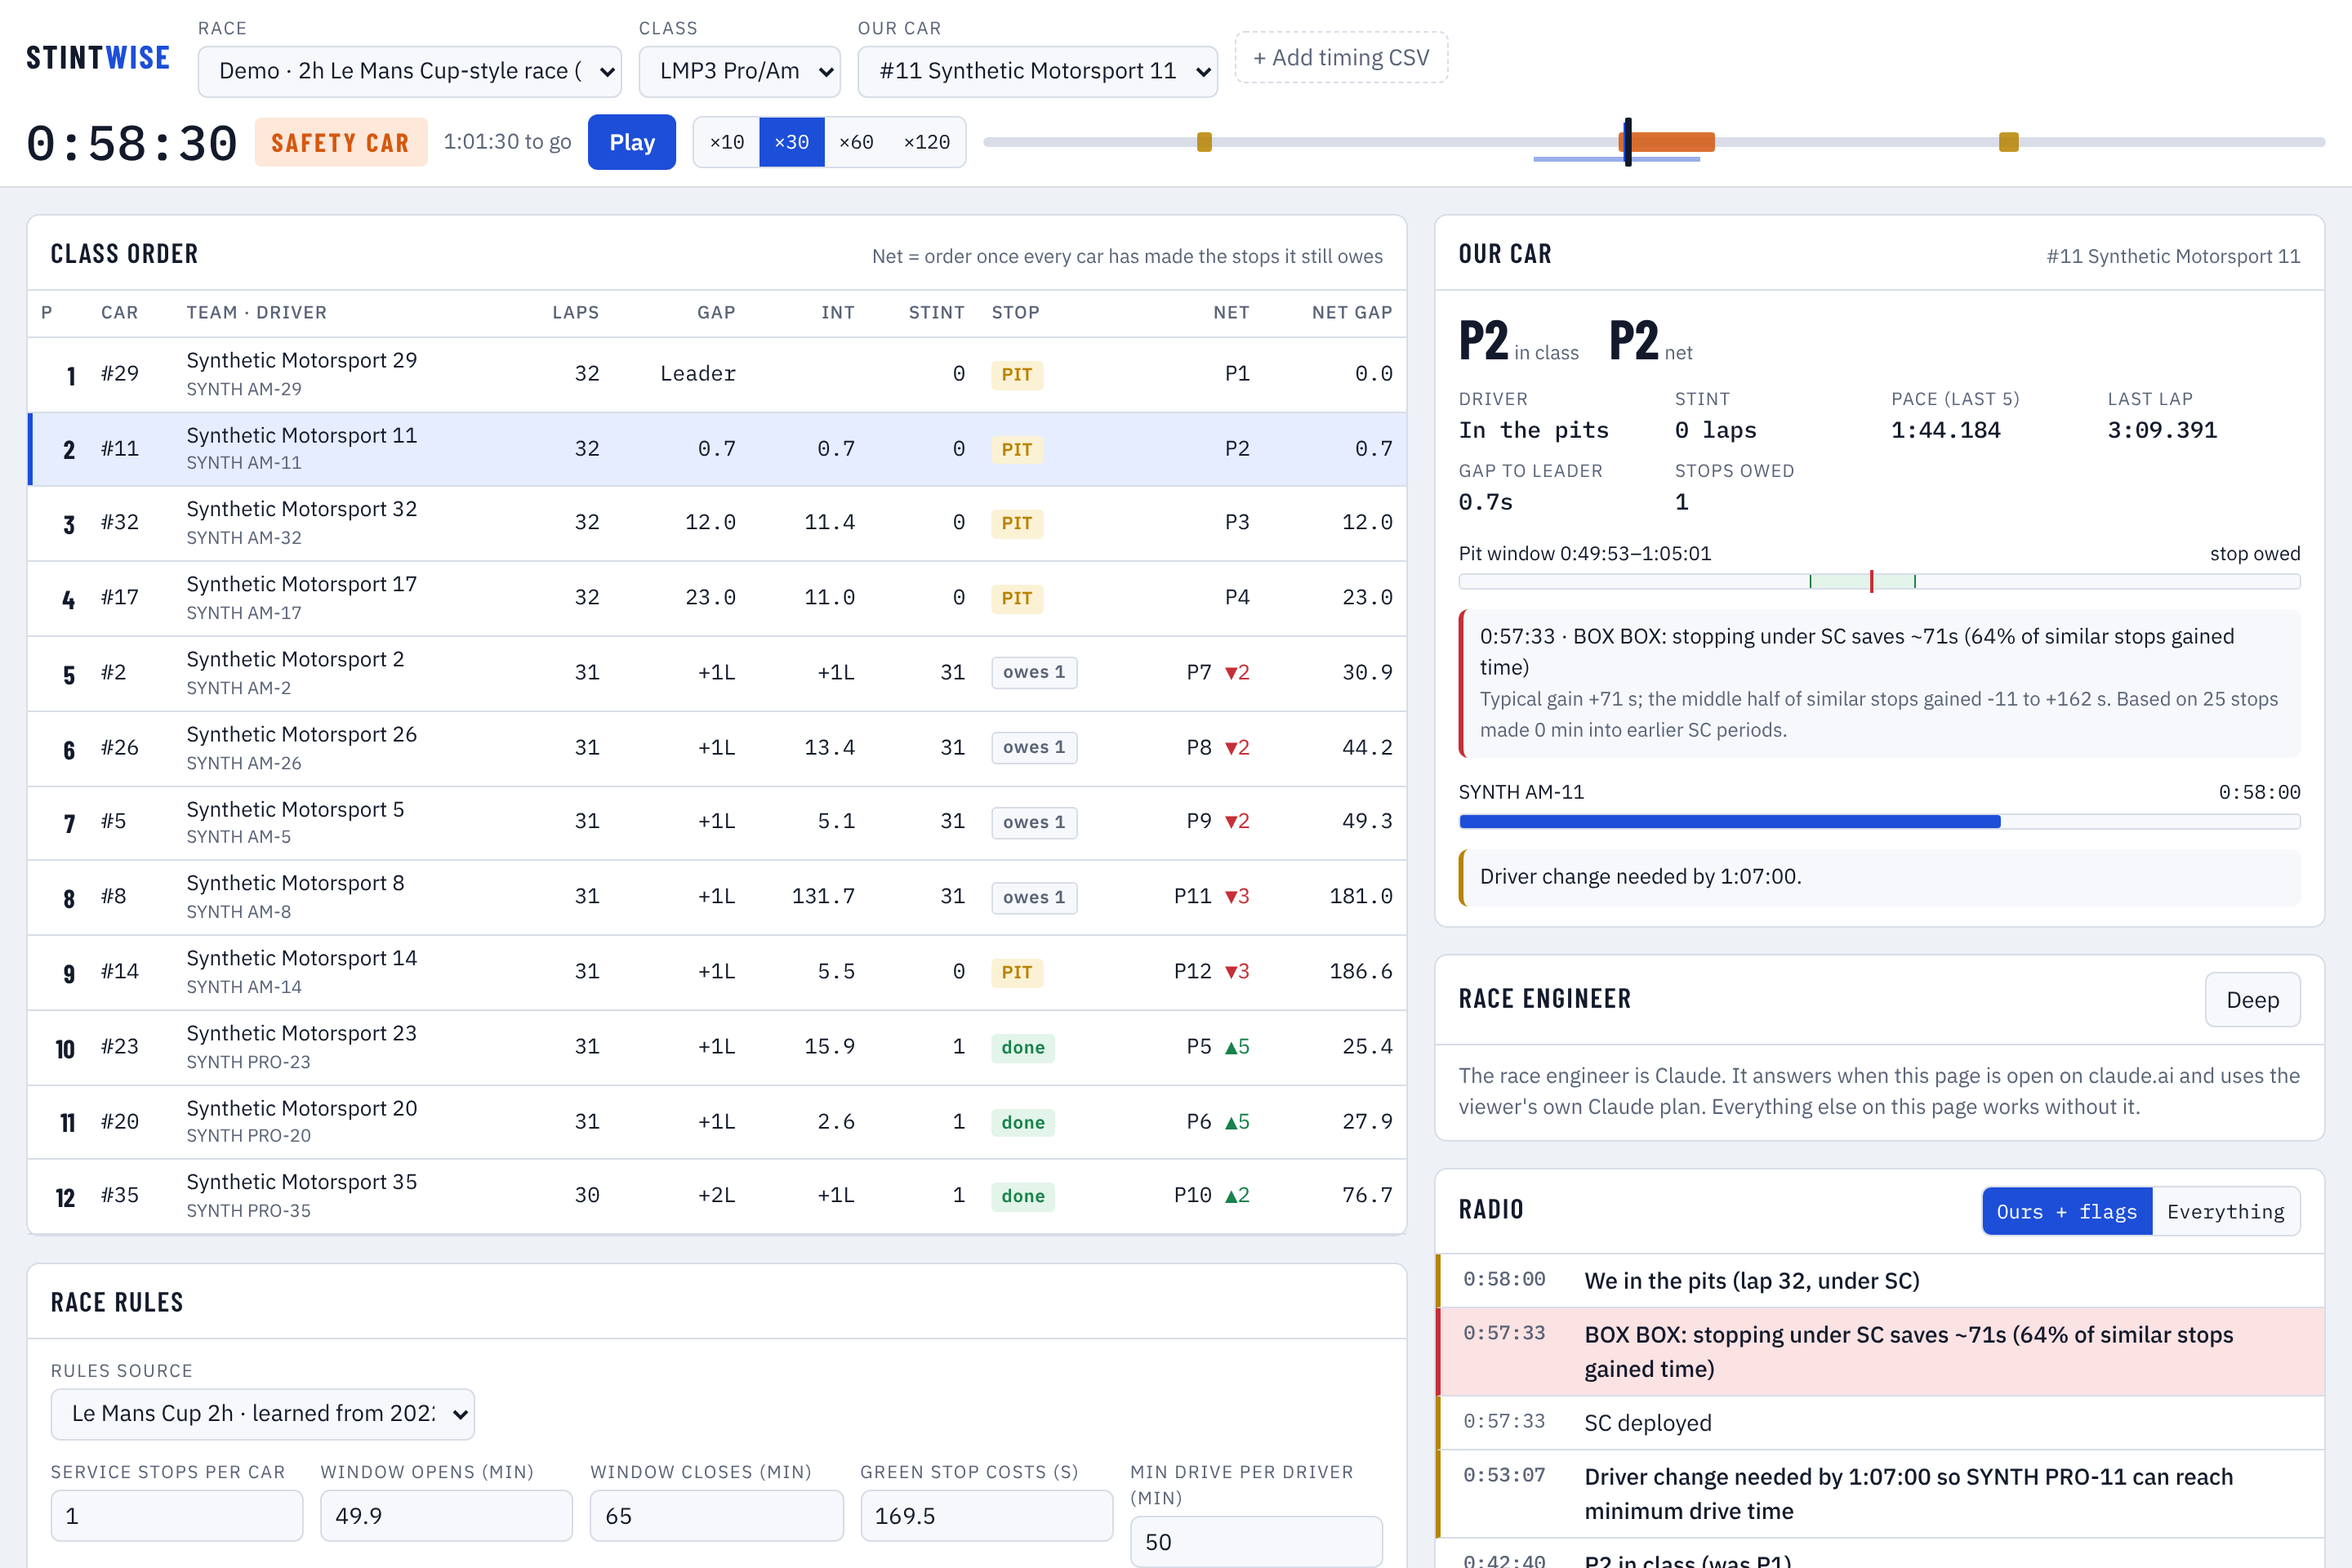 STINTWISE
RACE
Demo · 2h Le Mans Cup-style race (
CLASS
LMP3 Pro/Am
OUR CAR
#11 Synthetic Motorsport 11
+ Add timing CSV
0:58:30
SAFETY CAR
1:01:30 to go
Play
×10 ×30 ×60 ×120
CLASS ORDER
Net = order once every car has made the stops it still owes
P CAR TEAM · DRIVER LAPS GAP INT STINT STOP NET NET GAP
1 #29 Synthetic Motorsport 29 32 Leader 0 PIT P1 0.0
SYNTH AM-29
2 #11 Synthetic Motorsport 11 32 0.7 0.7 0 PIT P2 0.7
SYNTH AM-11
3 #32 Synthetic Motorsport 32 32 12.0 11.4 0 PIT P3 12.0
SYNTH AM-32
4 #17 Synthetic Motorsport 17 32 23.0 11.0 0 PIT P4 23.0
SYNTH AM-17
5 #2 Synthetic Motorsport 2 31 +1L +1L 31 owes 1 P7 ▼2 30.9
SYNTH AM-2
6 #26 Synthetic Motorsport 26 31 +1L 13.4 31 owes 1 P8 ▼2 44.2
SYNTH AM-26
7 #5 Synthetic Motorsport 5 31 +1L 5.1 31 owes 1 P9 ▼2 49.3
SYNTH AM-5
8 #8 Synthetic Motorsport 8 31 +1L 131.7 31 owes 1 P11 ▼3 181.0
SYNTH AM-8
9 #14 Synthetic Motorsport 14 31 +1L 5.5 0 PIT P12 ▼3 186.6
SYNTH AM-14
10 #23 Synthetic Motorsport 23 31 +1L 15.9 1 done P5 ▲5 25.4
SYNTH PRO-23
11 #20 Synthetic Motorsport 20 31 +1L 2.6 1 done P6 ▲5 27.9
SYNTH PRO-20
12 #35 Synthetic Motorsport 35 30 +2L +1L 1 done P10 ▲2 76.7
SYNTH PRO-35
RACE RULES
RULES SOURCE
Le Mans Cup 2h · learned from 202
SERVICE STOPS PER CAR
1
WINDOW OPENS (MIN)
49.9
WINDOW CLOSES (MIN)
65
GREEN STOP COSTS (S)
169.5
MIN DRIVE PER DRIVER
(MIN)
50
OUR CAR
#11 Synthetic Motorsport 11
P2 in class P2 net
DRIVER STINT PACE (LAST 5) LAST LAP
In the pits 0 laps 1:44.184 3:09.391
GAP TO LEADER STOPS OWED
0.7s 1
Pit window 0:49:53–1:05:01 stop owed
0:57:33 · BOX BOX: stopping under SC saves ~71s (64% of similar stops gained
time)
Typical gain +71 s; the middle half of similar stops gained -11 to +162 s. Based on 25 stops
made 0 min into earlier SC periods.
SYNTH AM-11 0:58:00
Driver change needed by 1:07:00.
RACE ENGINEER
Deep
The race engineer is Claude. It answers when this page is open on claude.ai and uses the
viewer's own Claude plan. Everything else on this page works without it.
RADIO
Ours + flags Everything
0:58:00 We in the pits (lap 32, under SC)
0:57:33 BOX BOX: stopping under SC saves ~71s (64% of similar stops
gained time)
0:57:33 SC deployed
0:53:07 Driver change needed by 1:07:00 so SYNTH PRO-11 can reach
minimum drive time
0:42:40 P2 in class (was P1)